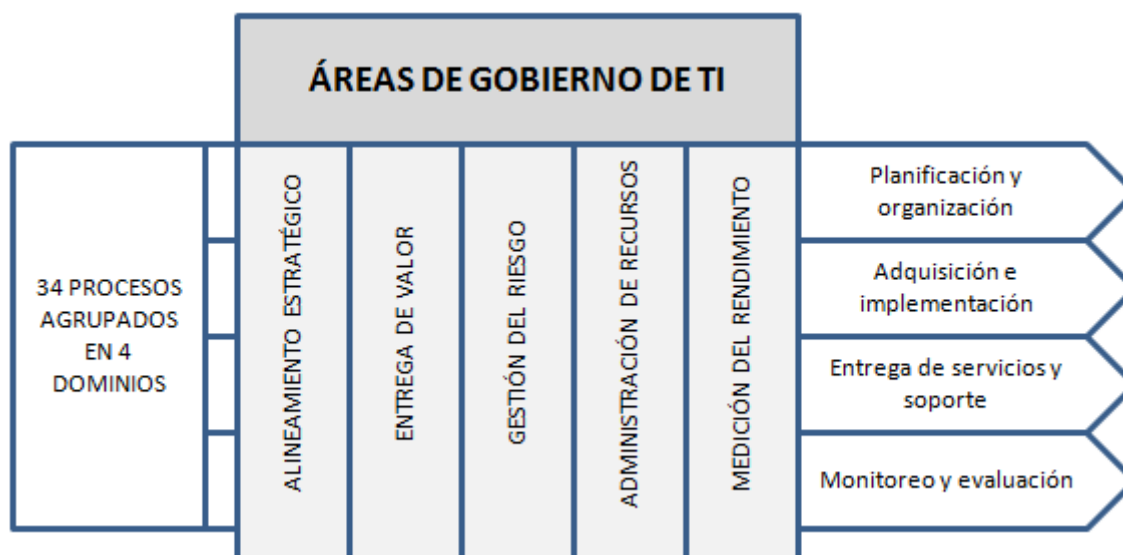 ÁREAS DE GOBIERNO DE TI
34 PROCESOS
AGRUPADOS
EN 4
DOMINIOS
ALINEAMIENTO ESTRATÉGICO
ENTREGA DE VALOR
GESTIÓN DEL RIESGO
ADMINISTRACIÓN DE RECURSOS
MEDICIÓN DEL RENDIMIENTO
Planificación y
organización
Adquisición e
implementación
Entrega de servicios y
soporte
Monitoreo y evaluación